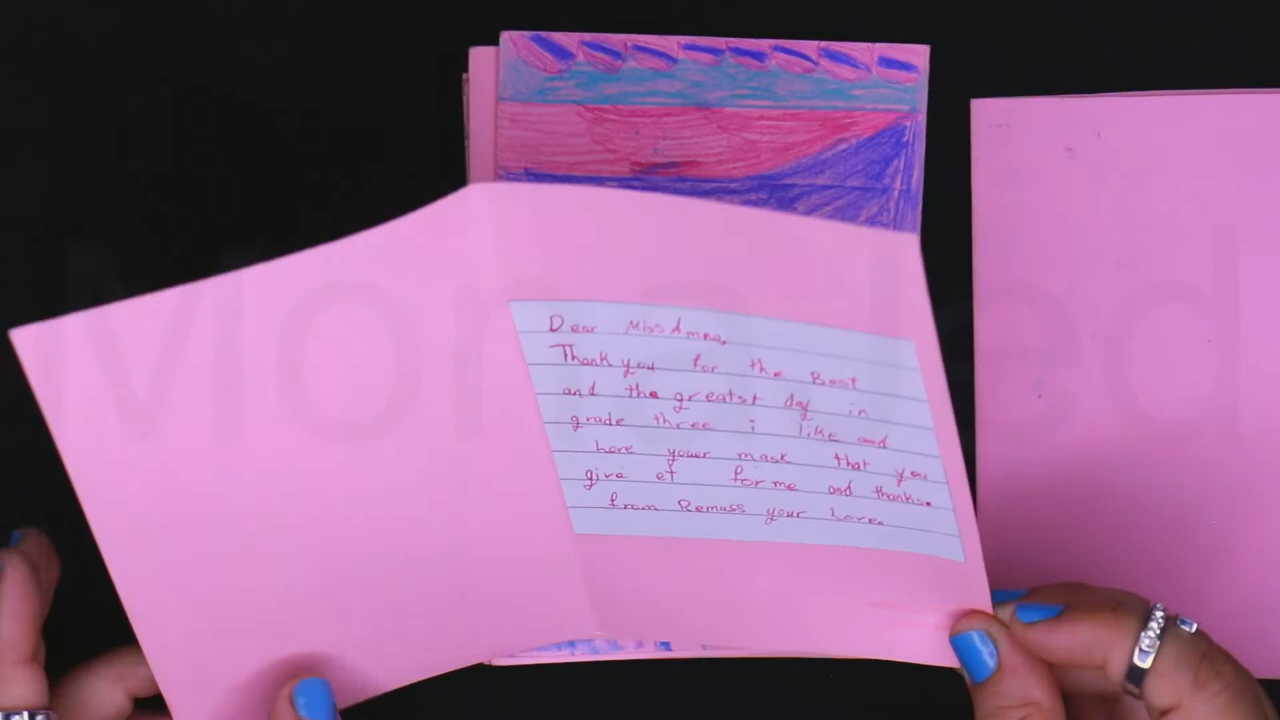 Dear Miss Amna,
Thank you for the Best
and the greatst day in
grade three i like and
love youer mask that you
give et for me and thanks.
from Remass your Love.